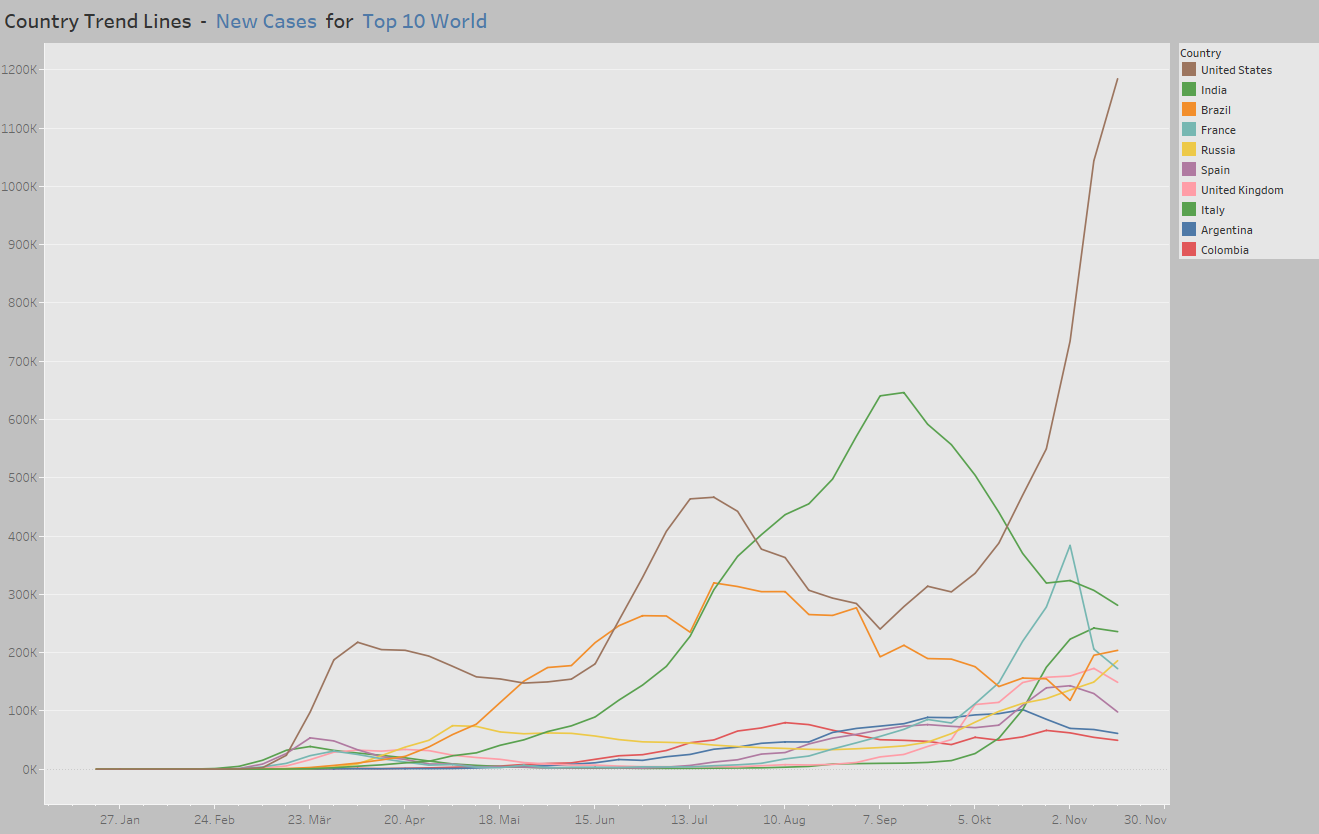 Country Trend Lines - New Cases for Top 10 World
Country
United States
India
Brazil
France
Russia
Spain
United Kingdom
Italy
Argentina
Colombia
1200K
1100K
1000K
900K
800K
700K
600K
500K
400K
300K
200K
100K
0K
27. Jan 24. Feb 23. Mär 20. Apr 18. Mai 15. Jun 13. Jul 10. Aug 7. Sep 5. Okt 2. Nov 30. Nov